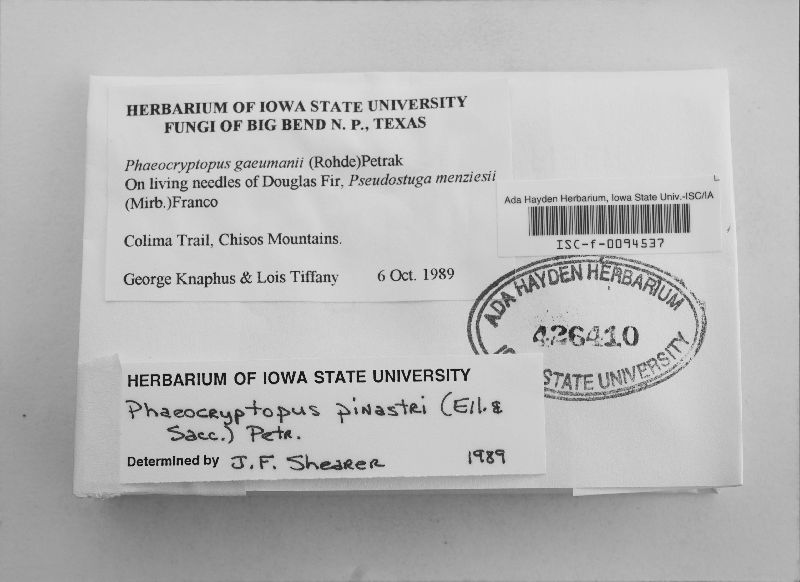 HERBARIUM OF IOWA STATE UNIVERSITY
FUNGI OF BIG BEND N. P., TEXAS
Phaeocryptopus gaeumanii (Rohde)Petrak
On living needles of Douglas Fir, Pseudostuga menziesii
(Mirb.)Franco
Colima Trail, Chisos Mountains.
George Knaphus & Lois Tiffany 6 Oct. 1989
Ada Hayden Herbarium, Iowa State Univ.-ISC/IA
ISC-f-0094537
ADA HAYDEN HERBARIUM
426410
STATE UNIVERSITY
HERBARIUM OF IOWA STATE UNIVERSITY
Phaeocryptopus pinastri (Ell. &
Sacc.) Petr.
Determined by J.F. Shearer 1989